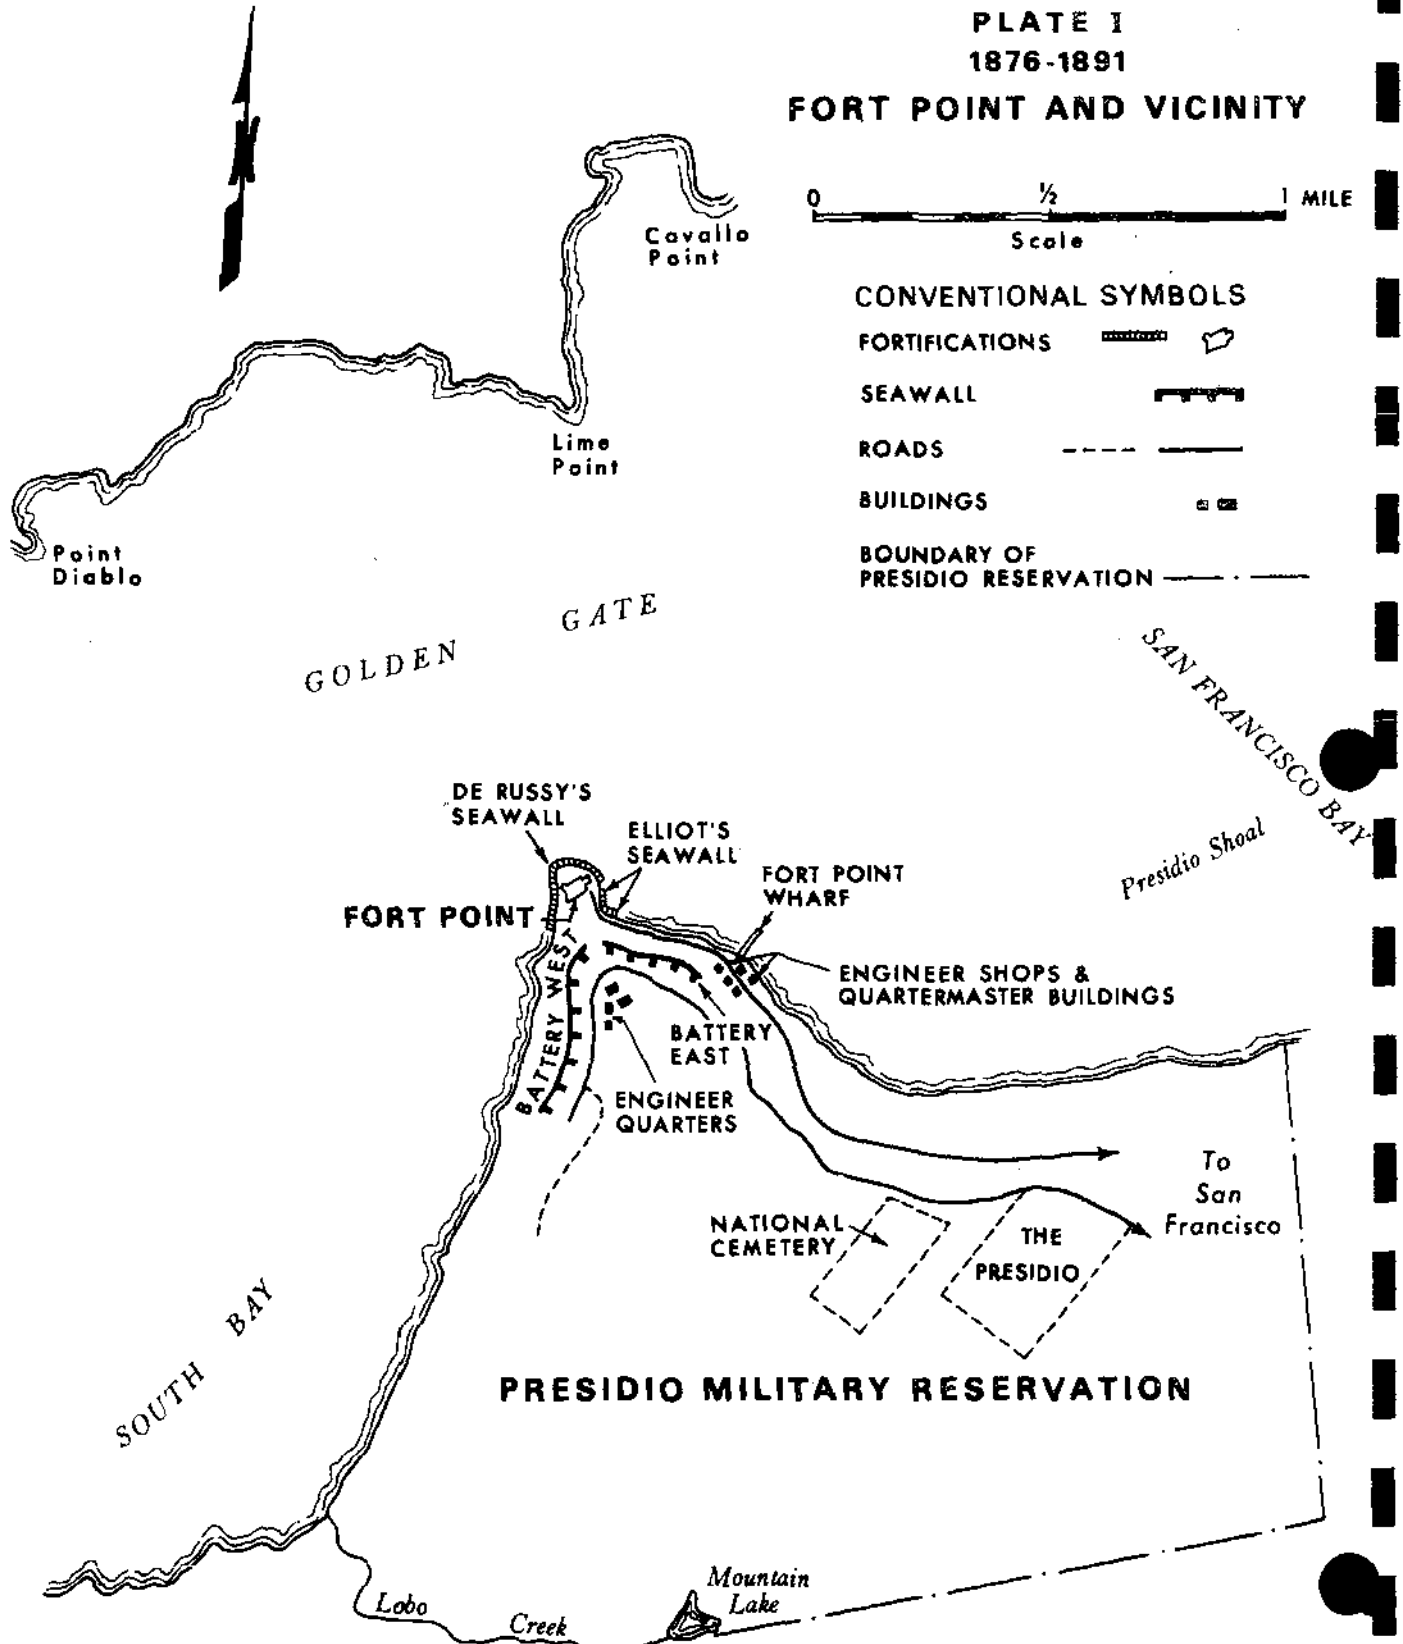 PLATE I
1876-1891
FORT POINT AND VICINITY
N
0 ½ 1 MILE
Scale
CONVENTIONAL SYMBOLS
FORTIFICATIONS
SEAWALL
ROADS
BUILDINGS
BOUNDARY OF
PRESIDIO RESERVATION
Cavallo
Point
Lime
Point
Point
Diablo
GOLDEN GATE
SAN FRANCISCO BAY
Presidio Shoal
DE RUSSY'S
SEAWALL
ELLIOT'S
SEAWALL
FORT POINT
WHARF
FORT POINT
BATTERY WEST
ENGINEER SHOPS &
QUARTERMASTER BUILDINGS
BATTERY
EAST
ENGINEER
QUARTERS
To
San
Francisco
NATIONAL
CEMETERY
THE
PRESIDIO
SOUTH BAY
PRESIDIO MILITARY RESERVATION
Mountain
Lake
Lobo Creek